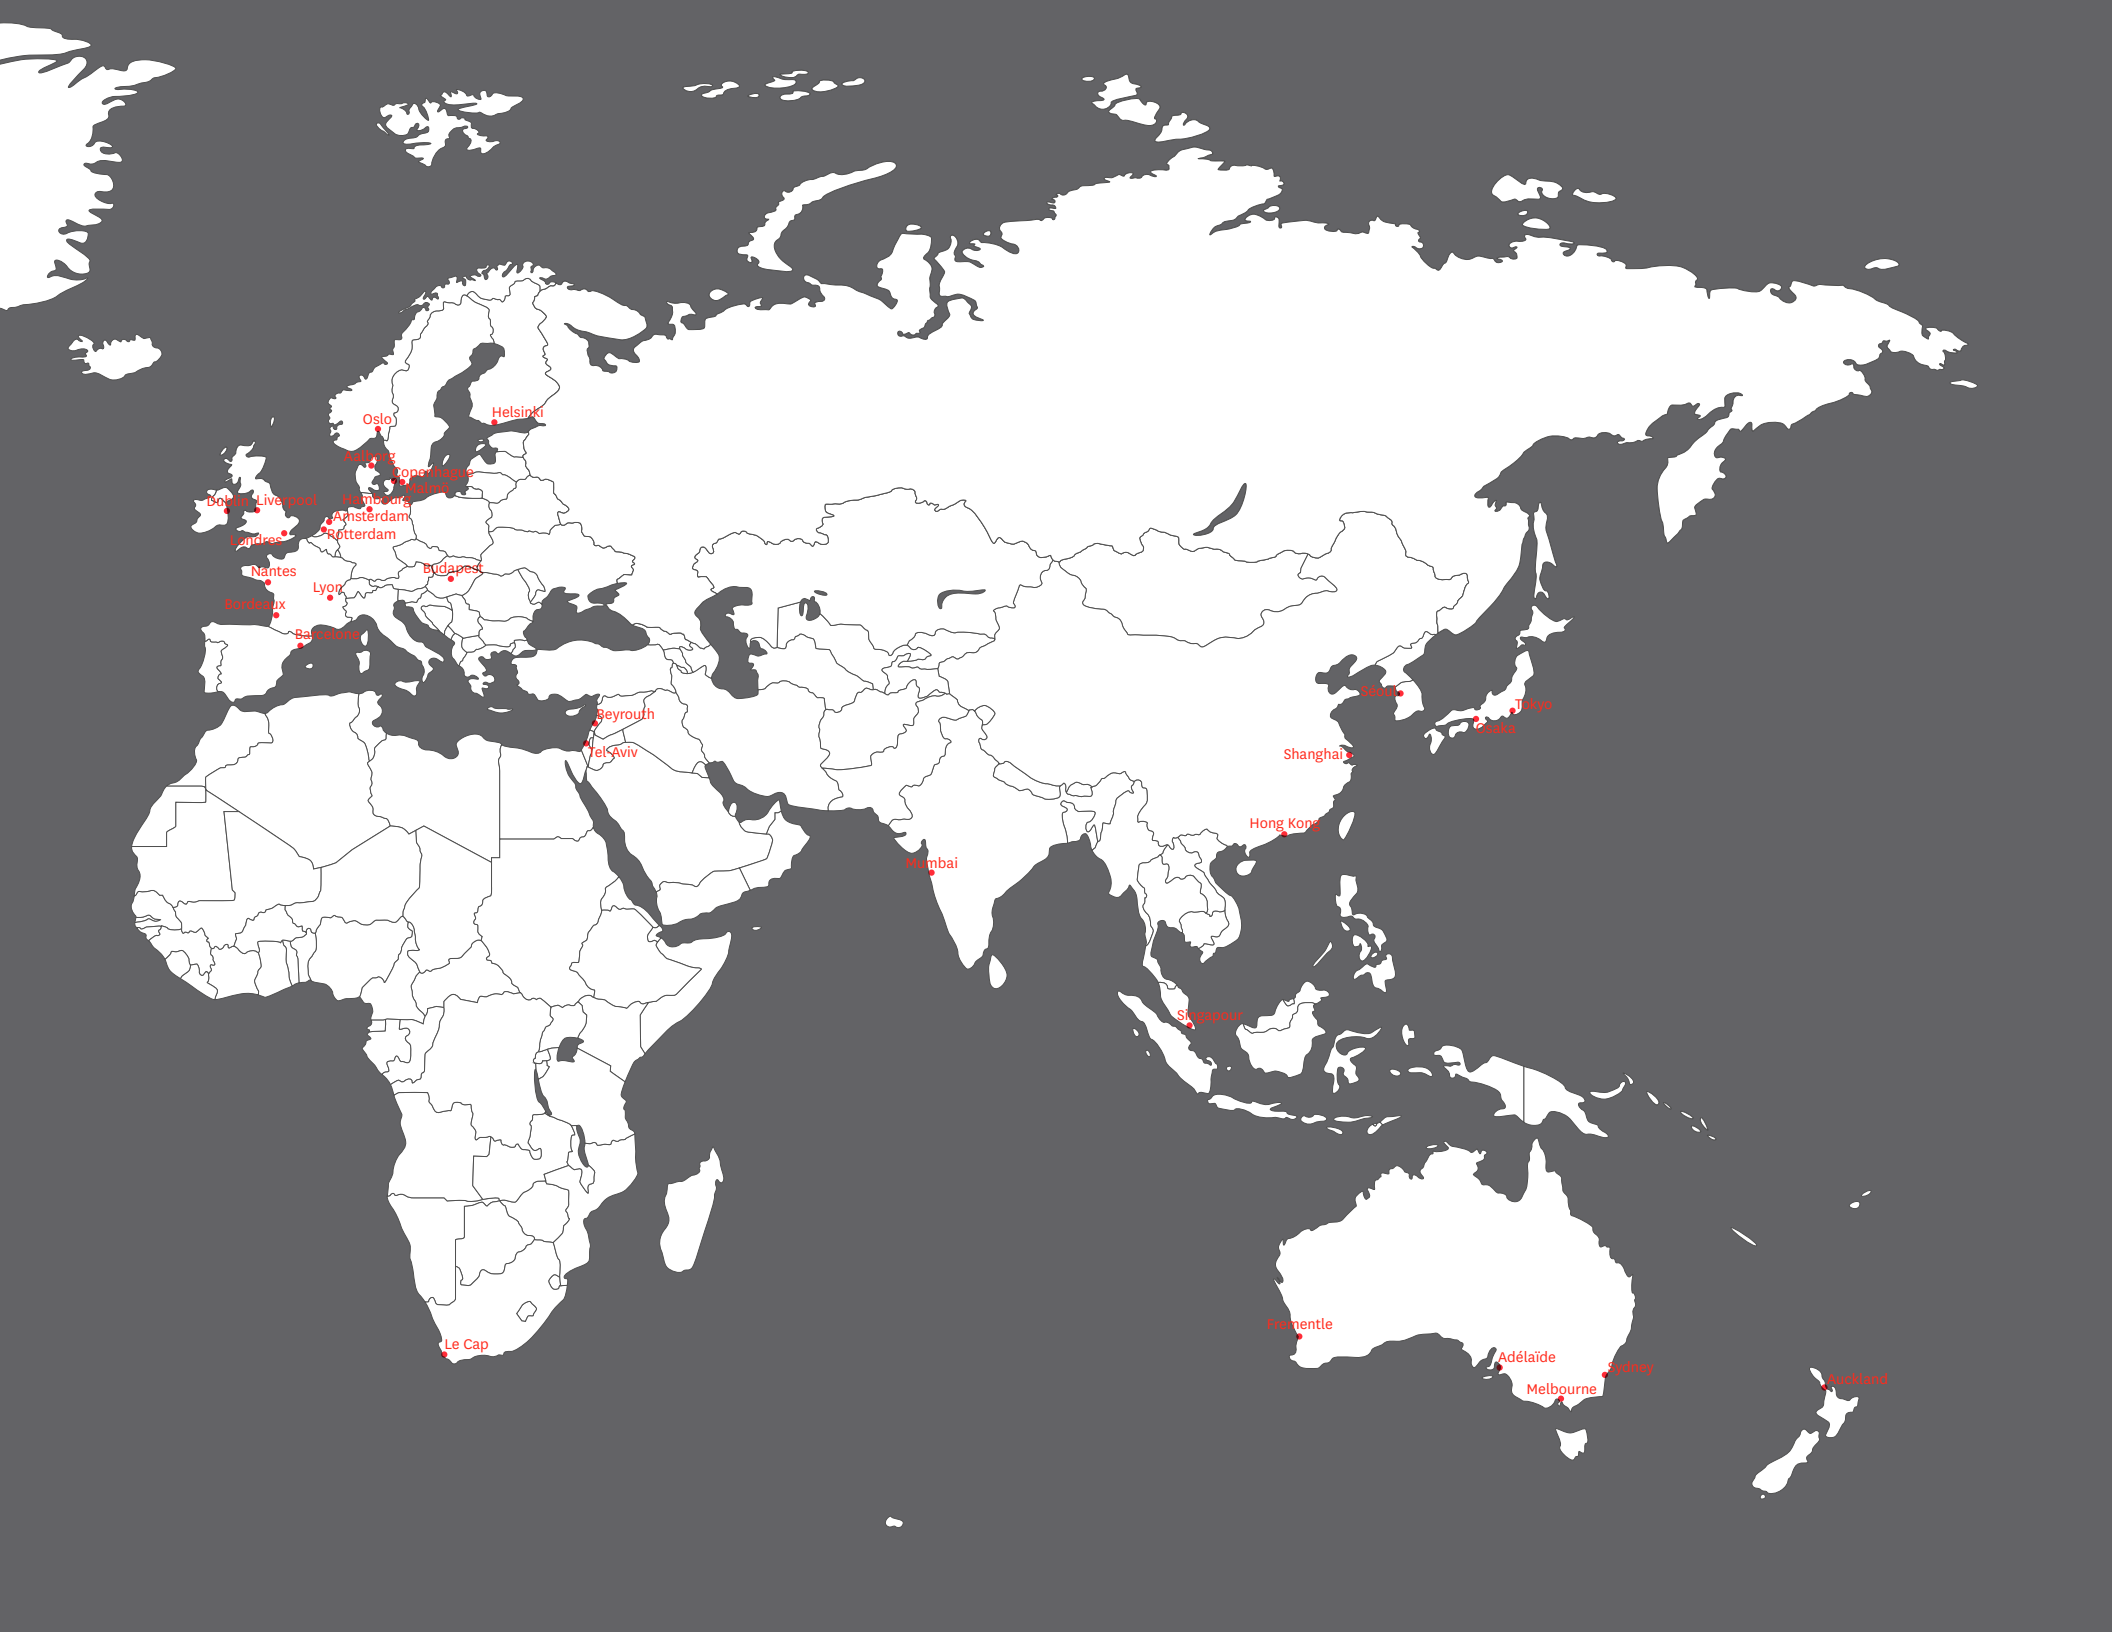 Helsinki
Oslo
Aalborg
Copenhague
Malmö
Hambourg
Dublin
Liverpool
Amsterdam
Rotterdam
Londres
Budapest
Nantes
Lyon
Bordeaux
Barcelone
Séoul
Tokyo
Osaka
Beyrouth
Tel-Aviv
Shanghai
Hong Kong
Mumbai
Singapour
Frementle
Le Cap
Adélaïde
Sydney
Melbourne
Auckland